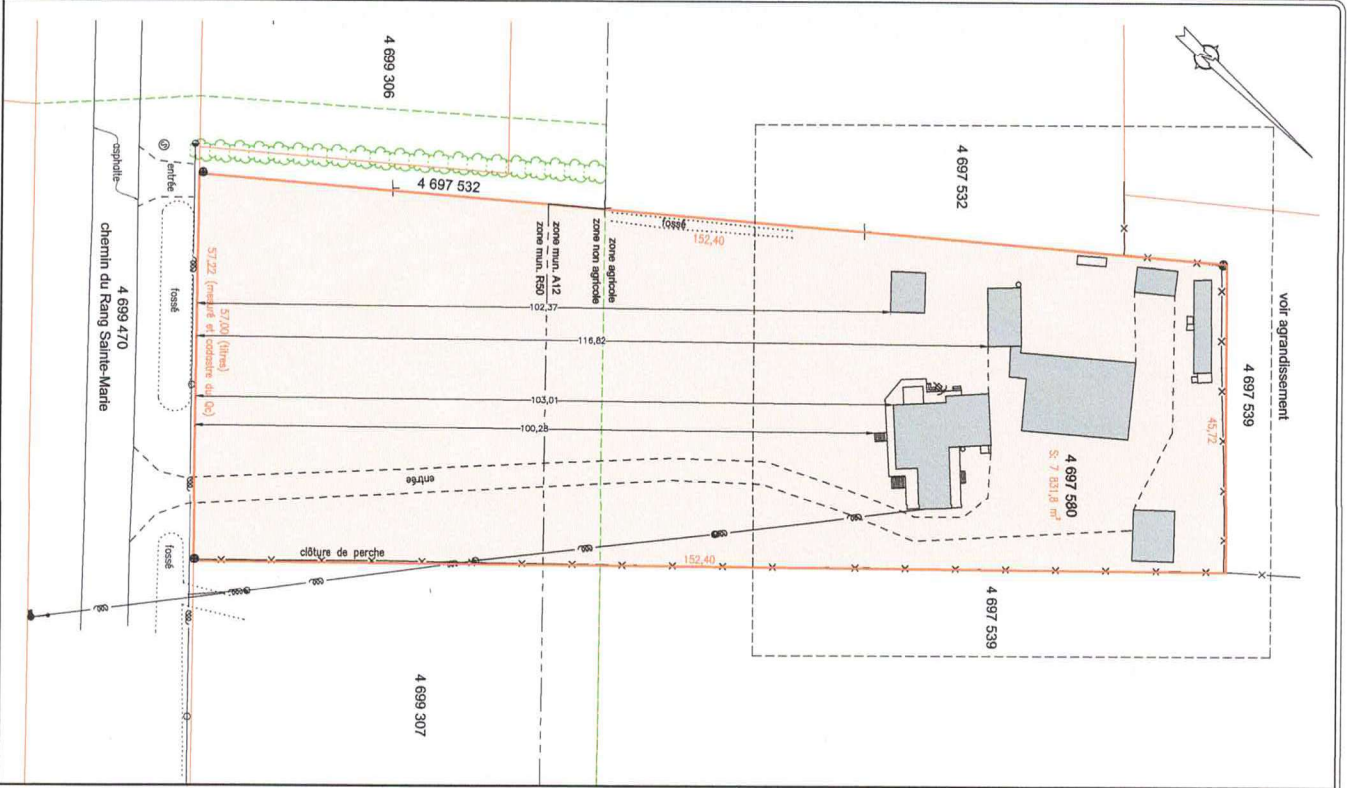 4 699 306
4 697 532
4 697 532
voir agrandissement
4 697 539
45,72
fossé
152,40
zone agricole
zone non agricole
zone mun. A12
zone mun. R50
asphalte
entrée
chemin du Rang Sainte-Marie
4 699 470
fossé
57,00 (titres)
57,22 (mesuré et cadastre du Qc)
102,37
116,82
103,01
100,28
4 697 580
S: 7 831,8 m²
entrée
clôture de perche
152,40
fossé
4 697 539
4 699 307